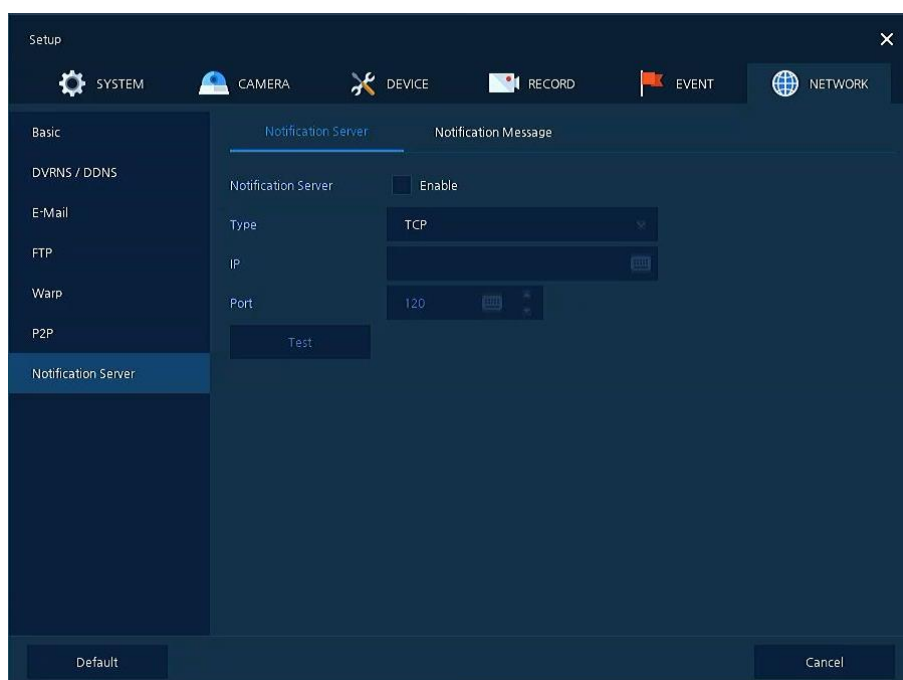 Setup
SYSTEM CAMERA DEVICE RECORD EVENT NETWORK
Basic
DVRNS / DDNS
E-Mail
FTP
Warp
P2P
Notification Server
Notification Server Notification Message
Notification Server Enable
Type TCP
IP
Port 120
Test
Default Cancel